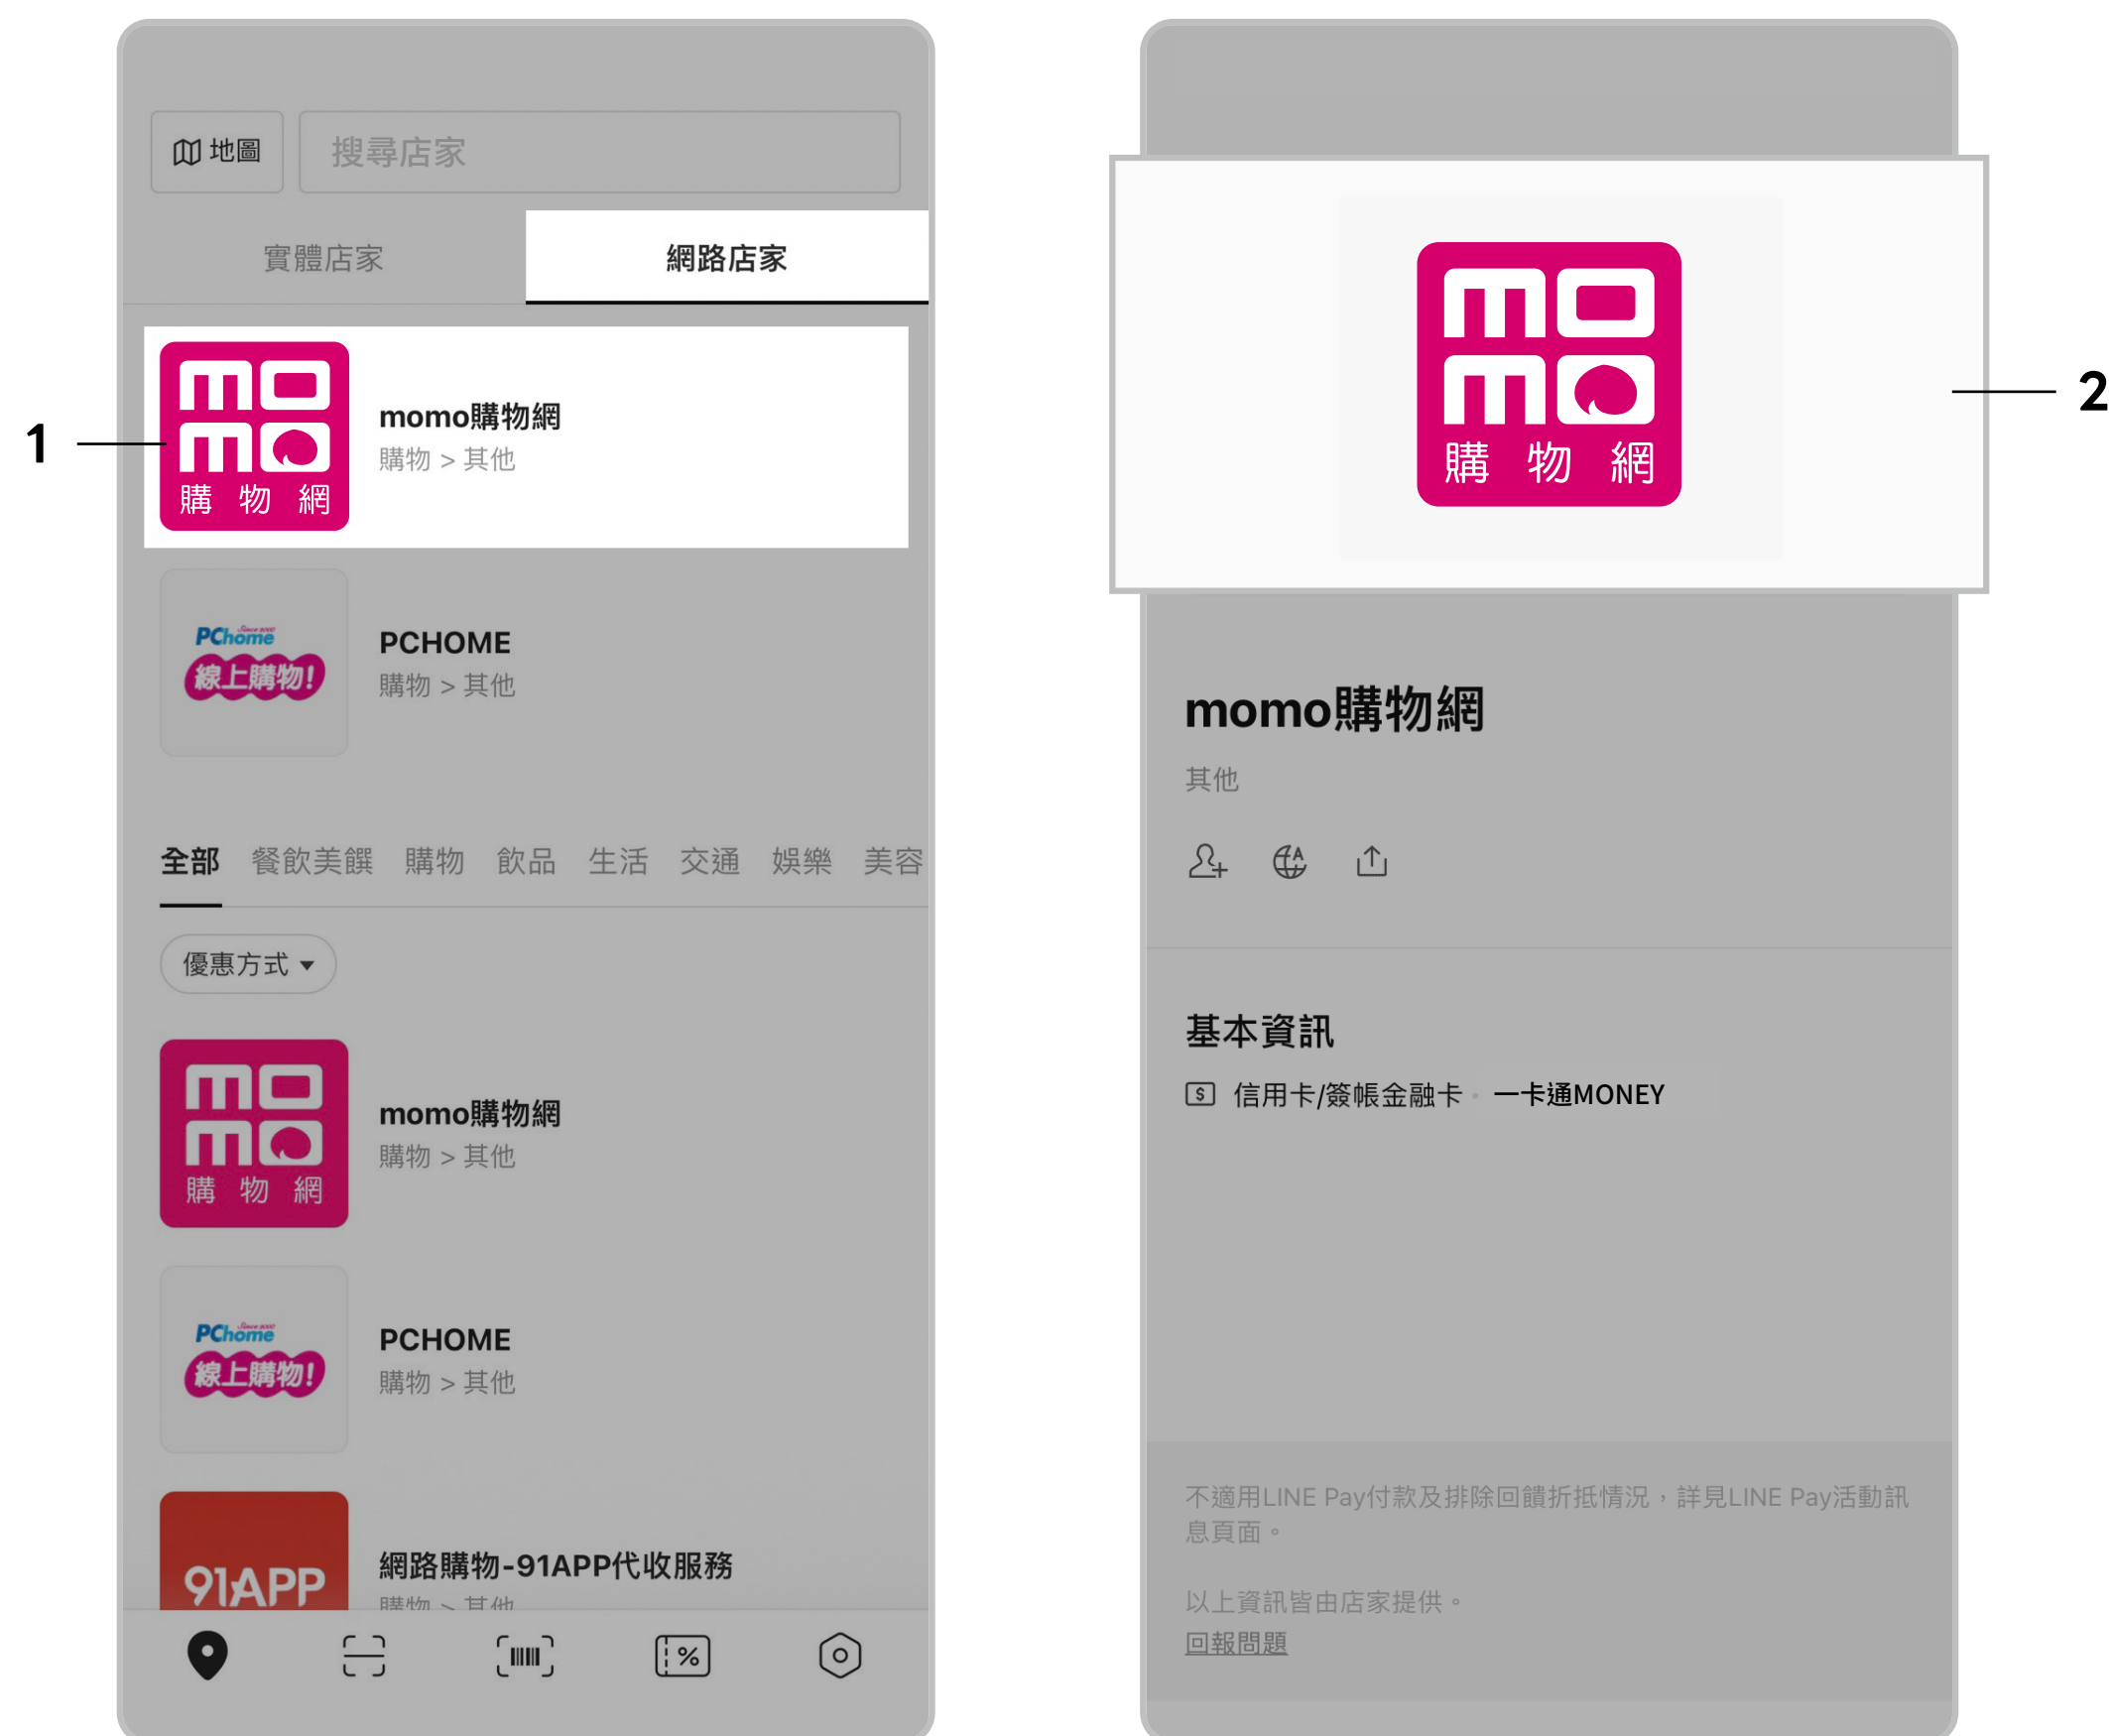 地圖
搜尋店家
實體店家
網路店家
1
momo
購物網
momo購物網
購物 > 其他
PChome
Since 2000
線上購物!
PCHOME
購物 > 其他
全部 餐飲美饌 購物 飲品 生活 交通 娛樂 美容
優惠方式
momo
購物網
momo購物網
購物 > 其他
PChome
Since 2000
線上購物!
PCHOME
購物 > 其他
91APP
網路購物-91APP代收服務
購物 > 其他
momo
購物網
2
momo購物網
其他
基本資訊
信用卡/簽帳金融卡 · 一卡通MONEY
不適用LINE Pay付款及排除回饋折抵情況，詳見LINE Pay活動訊
息頁面。
以上資訊皆由店家提供。
回報問題